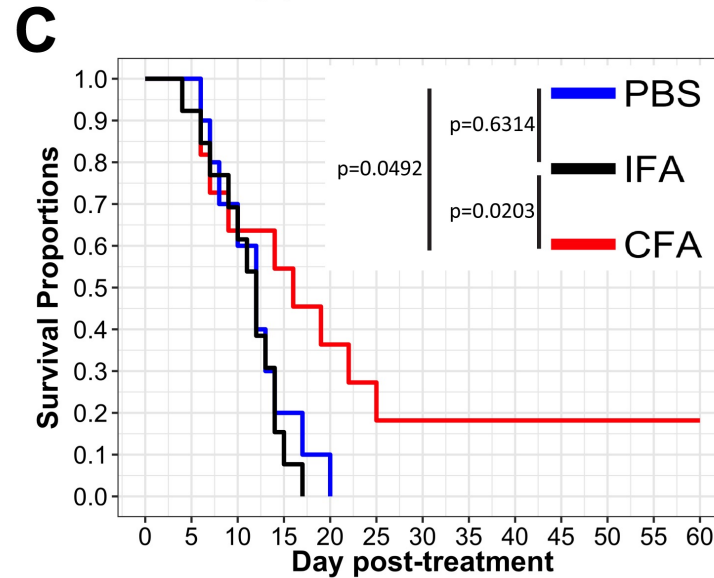 C
Survival Proportions
1.0
0.9
0.8
0.7
0.6
0.5
0.4
0.3
0.2
0.1
0.0
p=0.0492
p=0.6314
p=0.0203
PBS
IFA
CFA
0 5 10 15 20 25 30 35 40 45 50 55 60
Day post-treatment